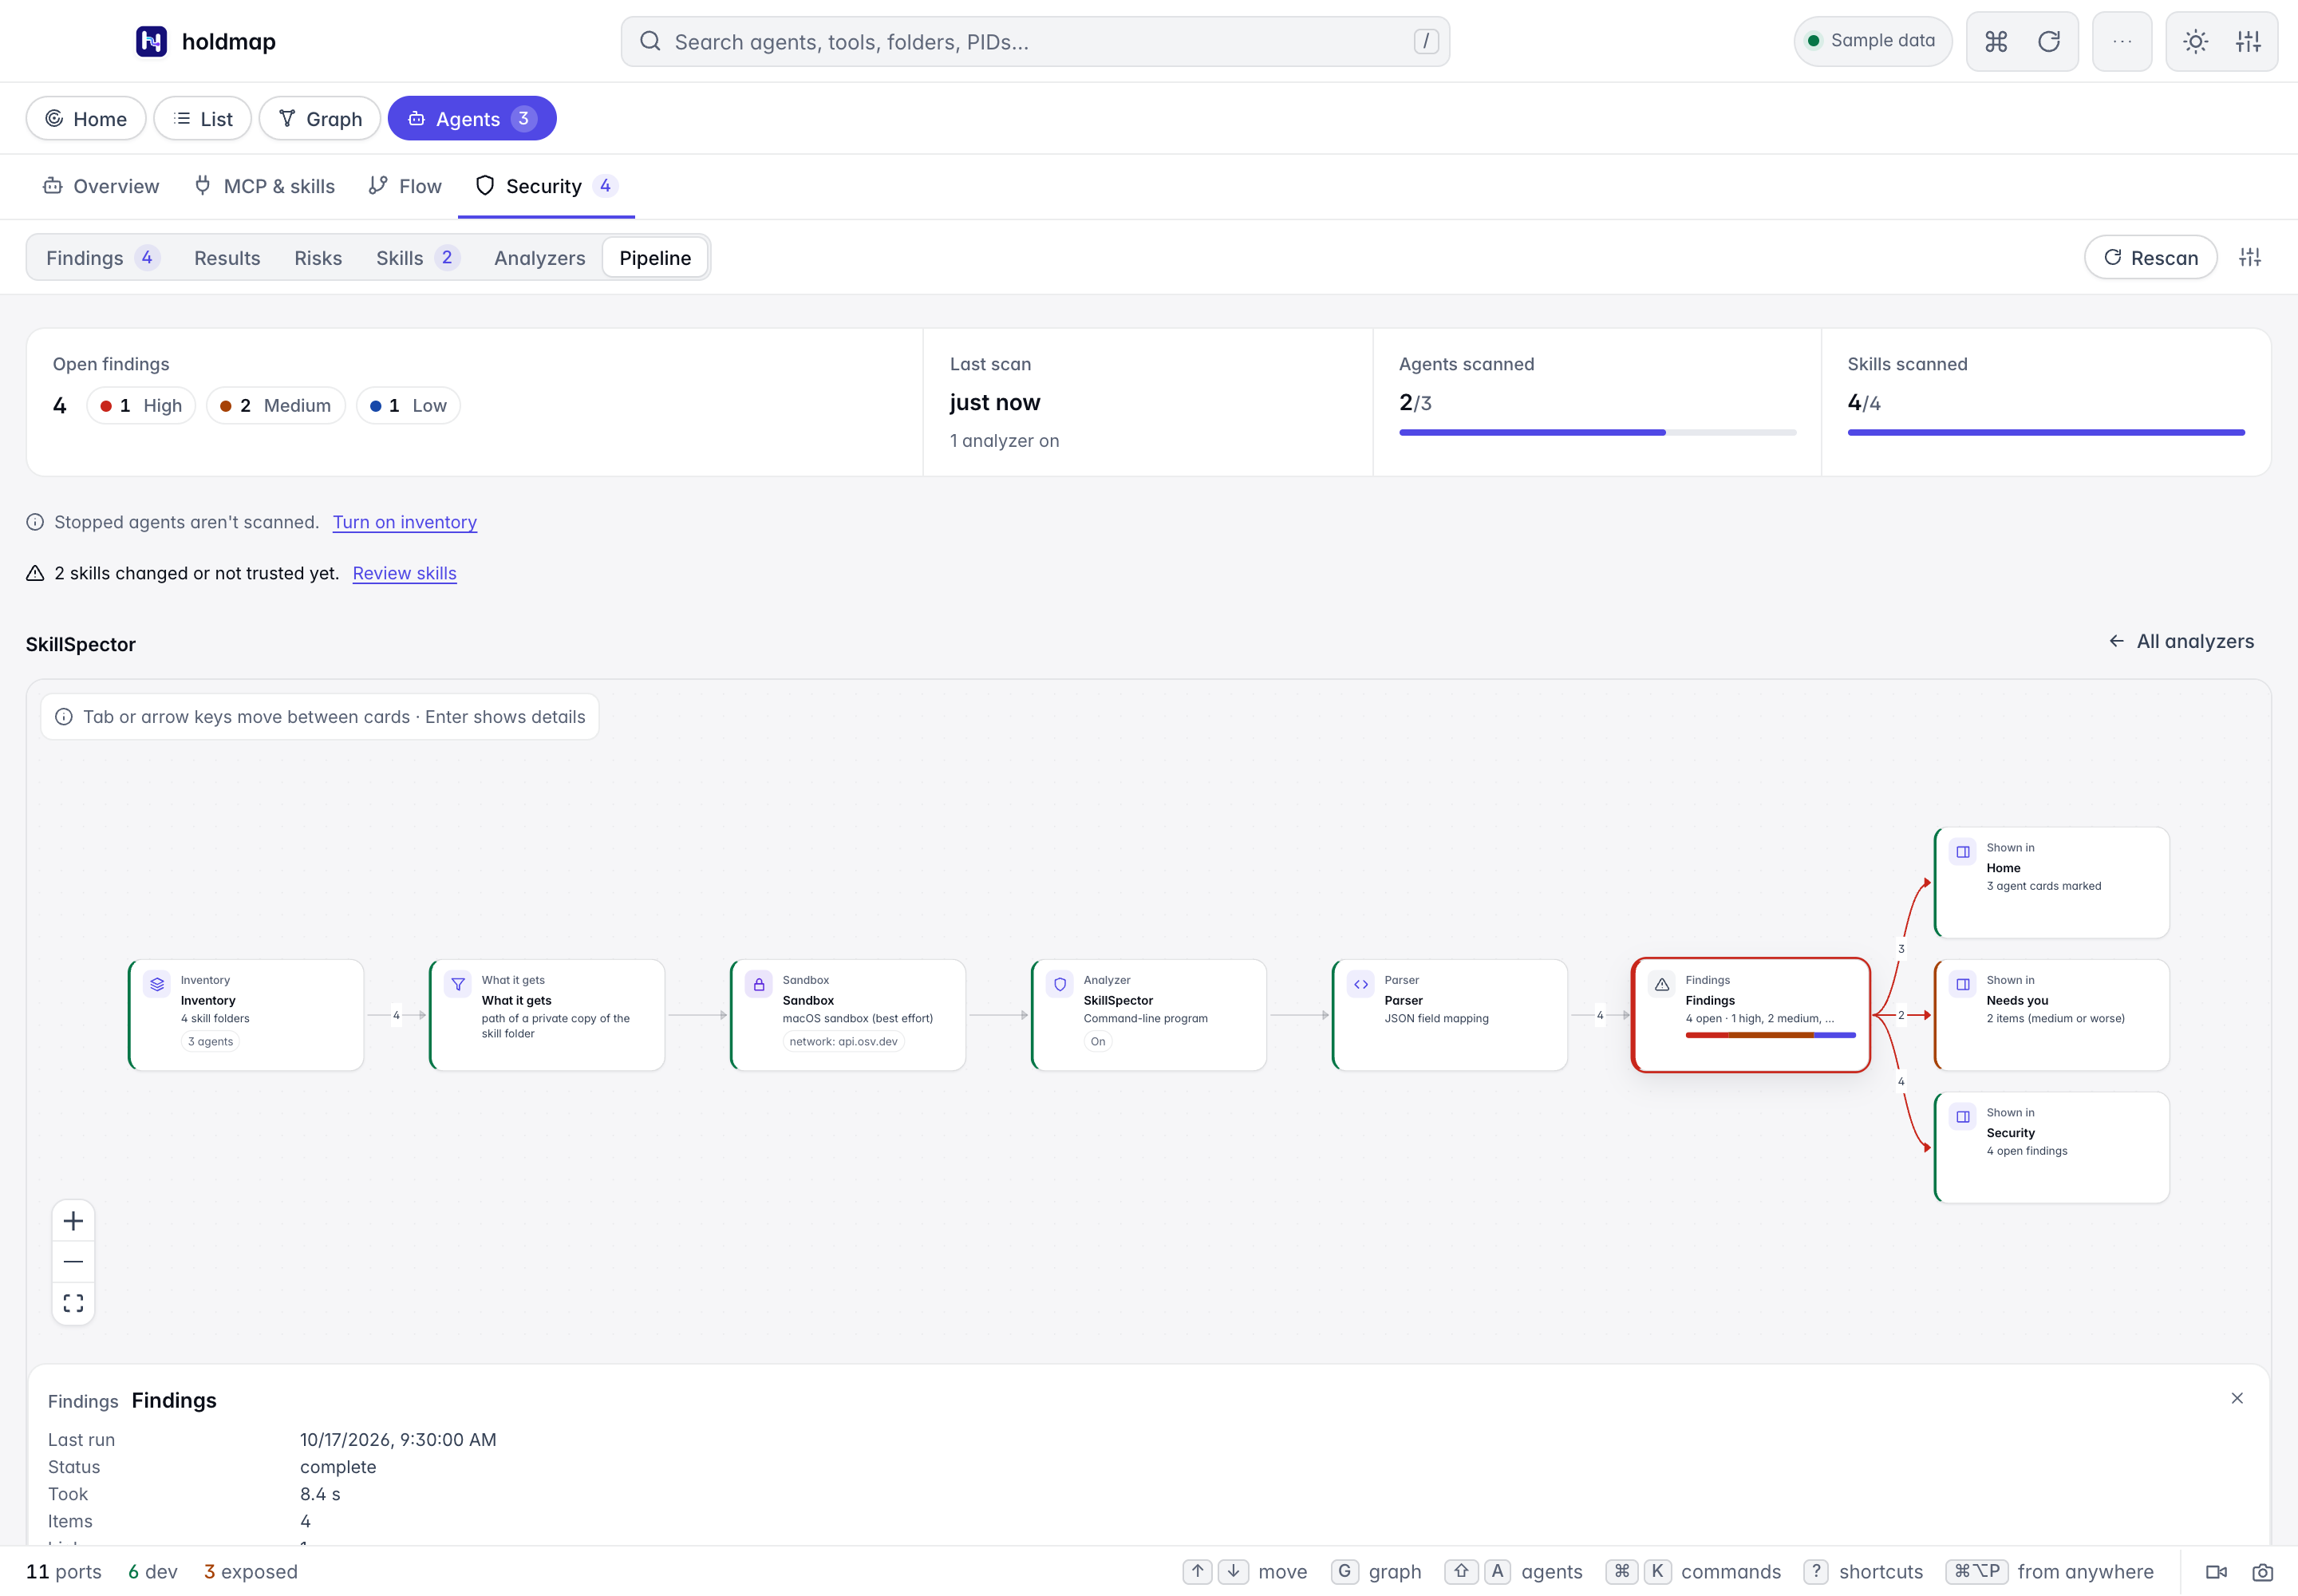 holdmap
Search agents, tools, folders, PIDs...
/
Sample data
Home
List
Graph
Agents 3
Overview
MCP & skills
Flow
Security 4
Findings 4
Results
Risks
Skills 2
Analyzers
Pipeline
Rescan
Open findings
4 1 High 2 Medium 1 Low
Last scan
just now
1 analyzer on
Agents scanned
2/3
Skills scanned
4/4
Stopped agents aren't scanned. Turn on inventory
2 skills changed or not trusted yet. Review skills
SkillSpector
All analyzers
Tab or arrow keys move between cards · Enter shows details
Inventory
Inventory
4 skill folders
3 agents
4
What it gets
What it gets
path of a private copy of the
skill folder
Sandbox
Sandbox
macOS sandbox (best effort)
network: api.osv.dev
Analyzer
SkillSpector
Command-line program
On
Parser
Parser
JSON field mapping
4
Findings
Findings
4 open · 1 high, 2 medium, ...
3
2
4
Shown in
Home
3 agent cards marked
Shown in
Needs you
2 items (medium or worse)
Shown in
Security
4 open findings
Findings Findings
Last run 10/17/2026, 9:30:00 AM
Status complete
Took 8.4 s
Items 4
11 ports 6 dev 3 exposed
↑ ↓ move G graph ⇧ A agents ⌘ K commands ? shortcuts ⌘⌥P from anywhere